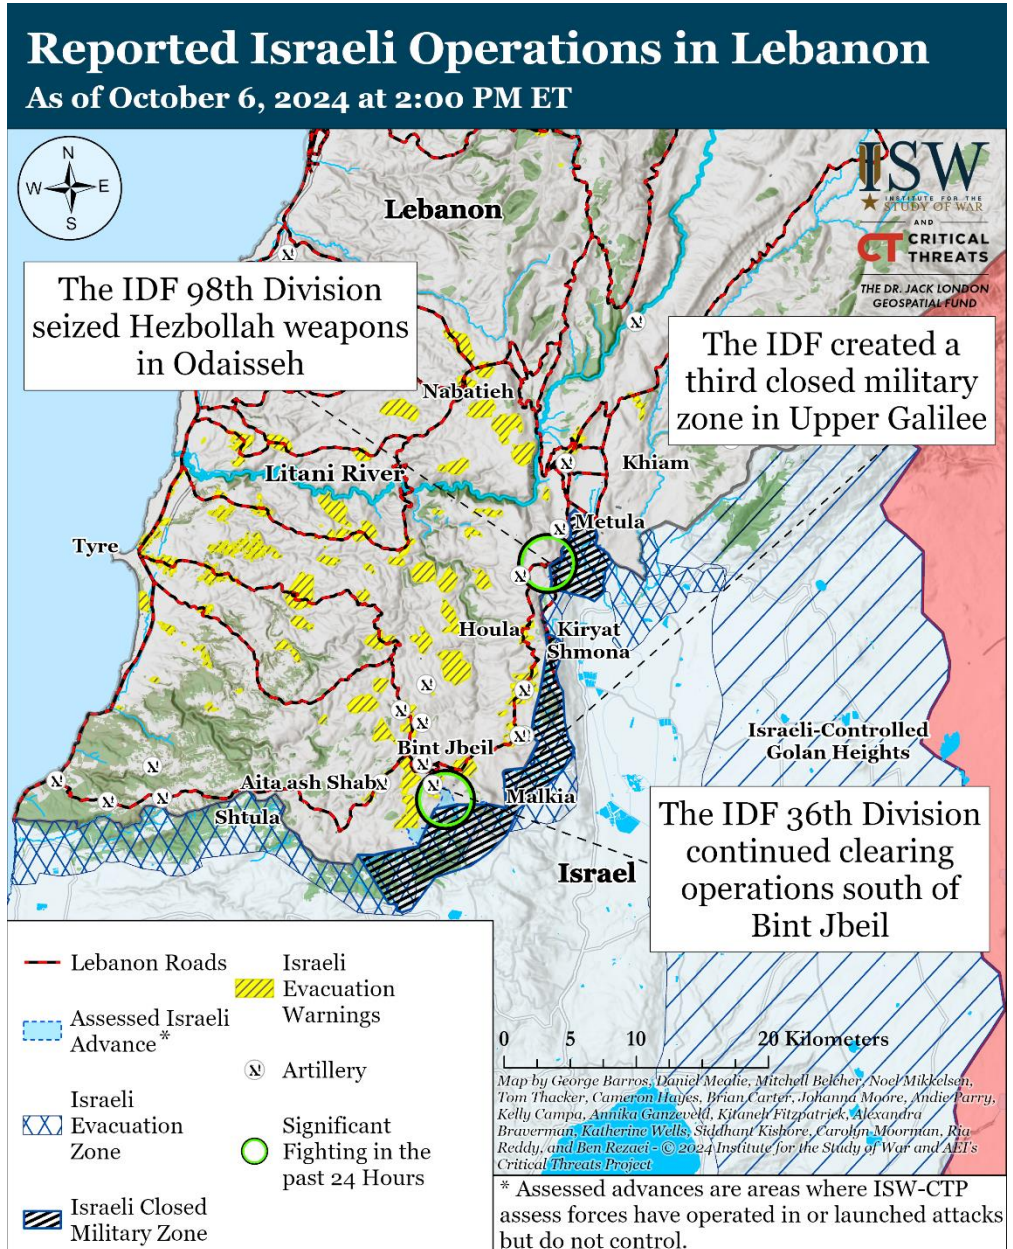 Reported Israeli Operations in Lebanon
As of October 6, 2024 at 2:00 PM ET
N
W
E
S
ISW
INSTITUTE FOR THE
STUDY OF WAR
AND
CT CRITICAL
THREATS
THE DR. JACK LONDON
GEOSPATIAL FUND
Lebanon
The IDF 98th Division
seized Hezbollah weapons
in Odaisseh
The IDF created a
third closed military
zone in Upper Galilee
Nabatieh
Litani River
Khiam
Metula
Tyre
Houla
Kiryat
Shmona
Israeli-Controlled
Golan Heights
Bint Jbeil
Aita ash Shab
Malkia
Shtula
Israel
The IDF 36th Division
continued clearing
operations south of
Bint Jbeil
Lebanon Roads
Assessed Israeli
Advance*
Israeli
Evacuation
Zone
Israeli Closed
Military Zone
Israeli
Evacuation
Warnings
Artillery
Significant
Fighting in the
past 24 Hours
0 5 10 20 Kilometers
Map by George Barros, Daniel Mealie, Mitchell Belcher, Noel Mikkelsen,
Tom Thacker, Cameron Hayes, Brian Carter, Johanna Moore, Andie Parry,
Kelly Campa, Annika Ganzeveld, Kitaneh Fitzpatrick, Alexandra
Braverman, Katherine Wells, Siddhant Kishore, Carolyn Moorman, Ria
Reddy, and Ben Rezaei - © 2024 Institute for the Study of War and AEI's
Critical Threats Project
* Assessed advances are areas where ISW-CTP
assess forces have operated in or launched attacks
but do not control.